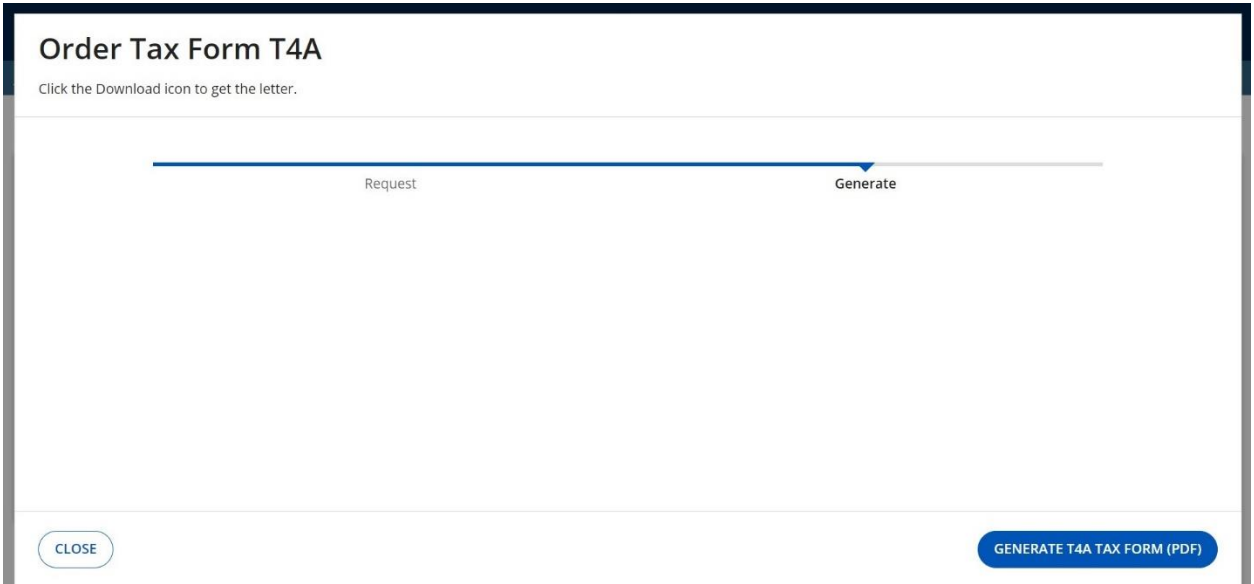 Order Tax Form T4A
Click the Download icon to get the letter.
Request
Generate
CLOSE
GENERATE T4A TAX FORM (PDF)